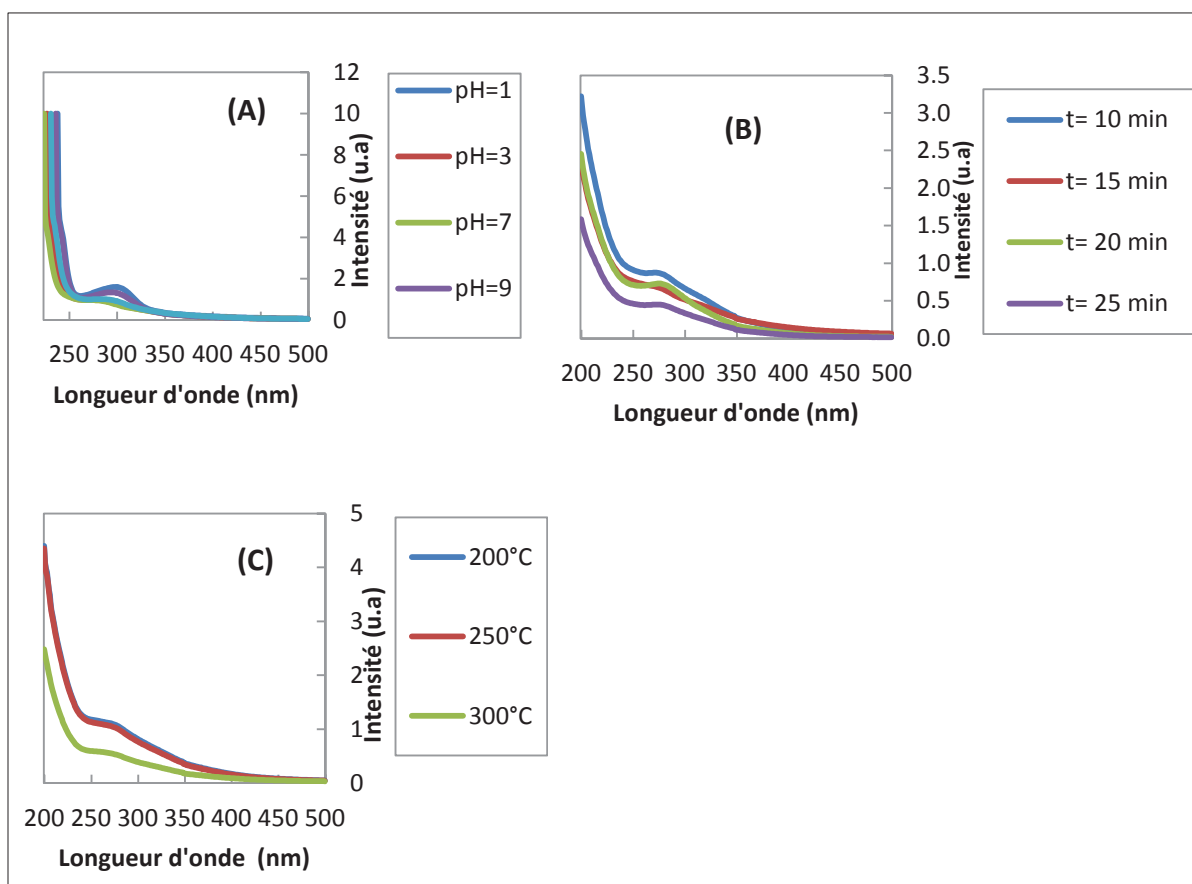 (A)
12
10
8
6
4
2
0
Intensité (u.a)
250 300 350 400 450 500
Longueur d'onde (nm)
pH=1
pH=3
pH=7
pH=9
(B)
3.5
3.0
2.5
2.0
1.5
1.0
0.5
0.0
Intensité (u.a)
200 250 300 350 400 450 500
Longueur d'onde (nm)
t= 10 min
t= 15 min
t= 20 min
t= 25 min
(C)
5
4
3
2
1
0
Intensité (u.a)
200 250 300 350 400 450 500
Longueur d'onde (nm)
200°C
250°C
300°C